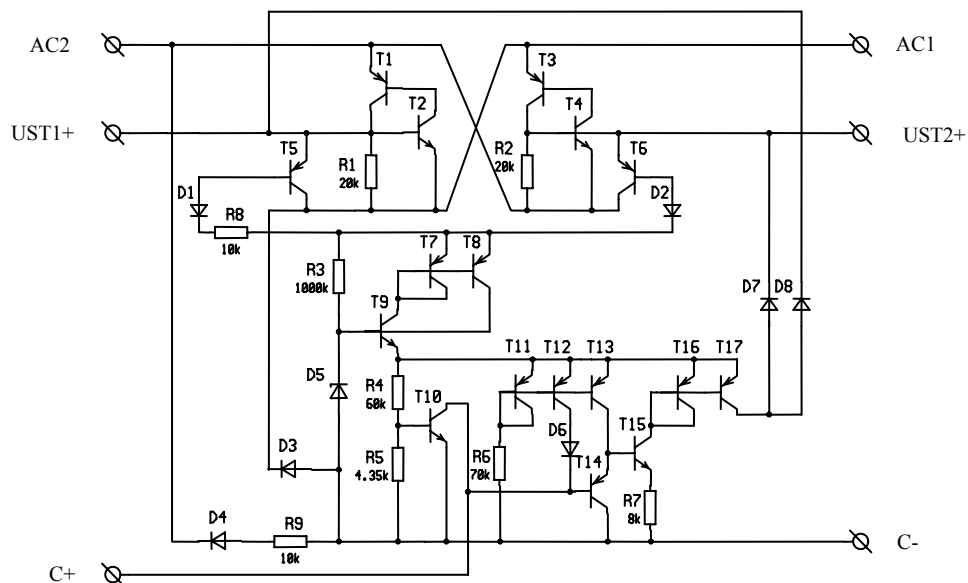 AC2
AC1
T1
T3
T2
T4
UST1+
UST2+
T5
R1
20k
R2
20k
T6
D1
D2
R8
10k
T7
T8
R3
1000k
D7
D8
T9
T11
T12
T13
T16
T17
D5
R4
60k
T10
D6
T15
D3
R5
4.35k
R6
70k
T14
R7
8k
D4
R9
10k
C-
C+